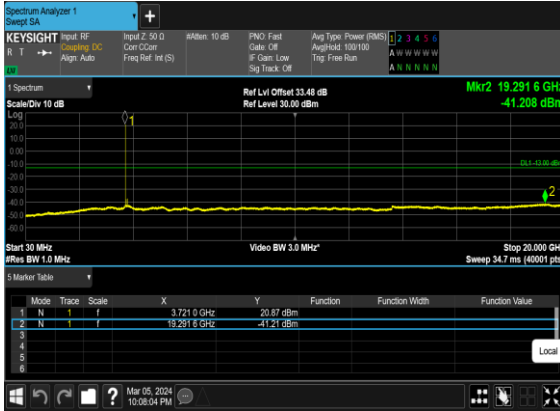 Spectrum Analyzer 1
Swept SA
+
KEYSIGHT Input: RF Input Z: 50 Ω #Atten: 10 dB PNO: Fast Avg Type: Power (RMS) 1 2 3 4 5 6
R T Coupling: DC Corr CCorr Gate: Off Avg|Hold: 100/100 A W W W W W
Align: Auto Freq Ref: Int (S) IF Gain: Low Trig: Free Run
Sig Track: Off A N N N N N
1 Spectrum Ref Lvl Offset 33.48 dB Mkr2 19.291 6 GHz
Scale/Div 10 dB Ref Level 30.00 dBm -41.208 dBm
Log
20.0
10.0
0.00
-10.0
-20.0
-30.0
-40.0
-50.0
-60.0
1
DL1 -13.00 dBm
2
Start 30 MHz Video BW 3.0 MHz* Stop 20.000 GHz
#Res BW 1.0 MHz Sweep 34.7 ms (40001 pts)
5 Marker Table
Mode Trace Scale X Y Function Function Width Function Value
1 N 1 f 3.721 0 GHz 20.87 dBm
2 N 1 f 19.291 6 GHz -41.21 dBm
3
4
5
6
Local
? Mar 05, 2024
10:08:04 PM